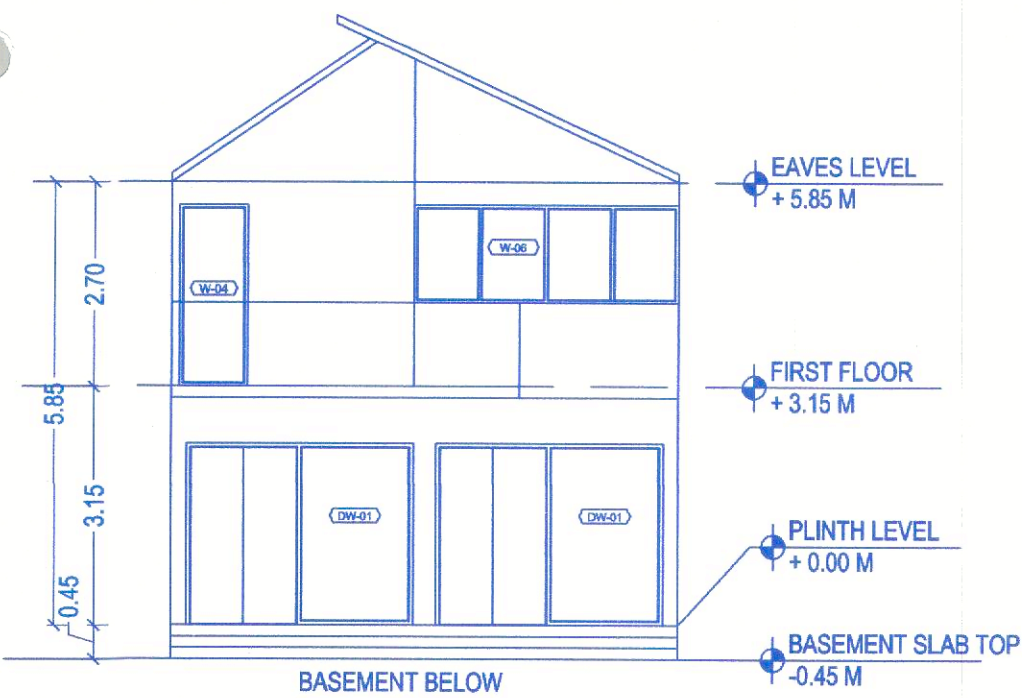 EAVES LEVEL
+ 5.85 M
W-06
W-04
2.70
FIRST FLOOR
+ 3.15 M
5.85
3.15
DW-01
DW-01
PLINTH LEVEL
+ 0.00 M
0.45
BASEMENT SLAB TOP
-0.45 M
BASEMENT BELOW